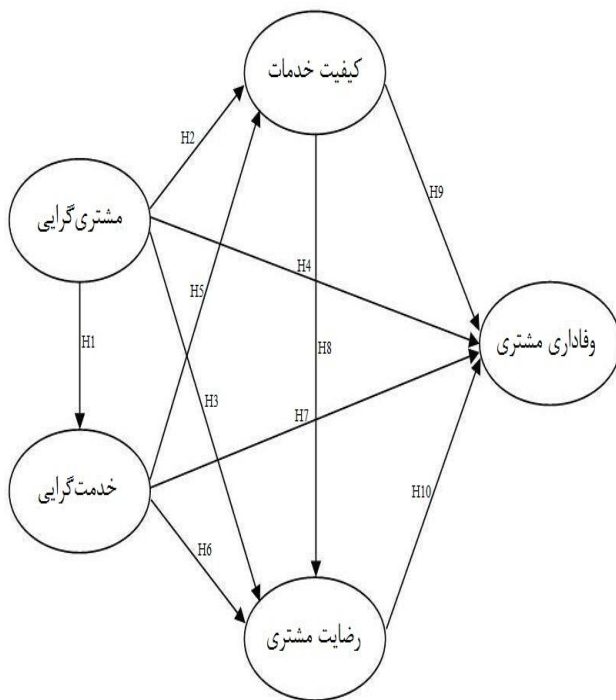 کیفیت خدمات
H2
H9
مشتری‌گرایی
H4
H5
H1
H8
وفاداری مشتری
H3
H7
خدمت‌گرایی
H10
H6
رضایت مشتری